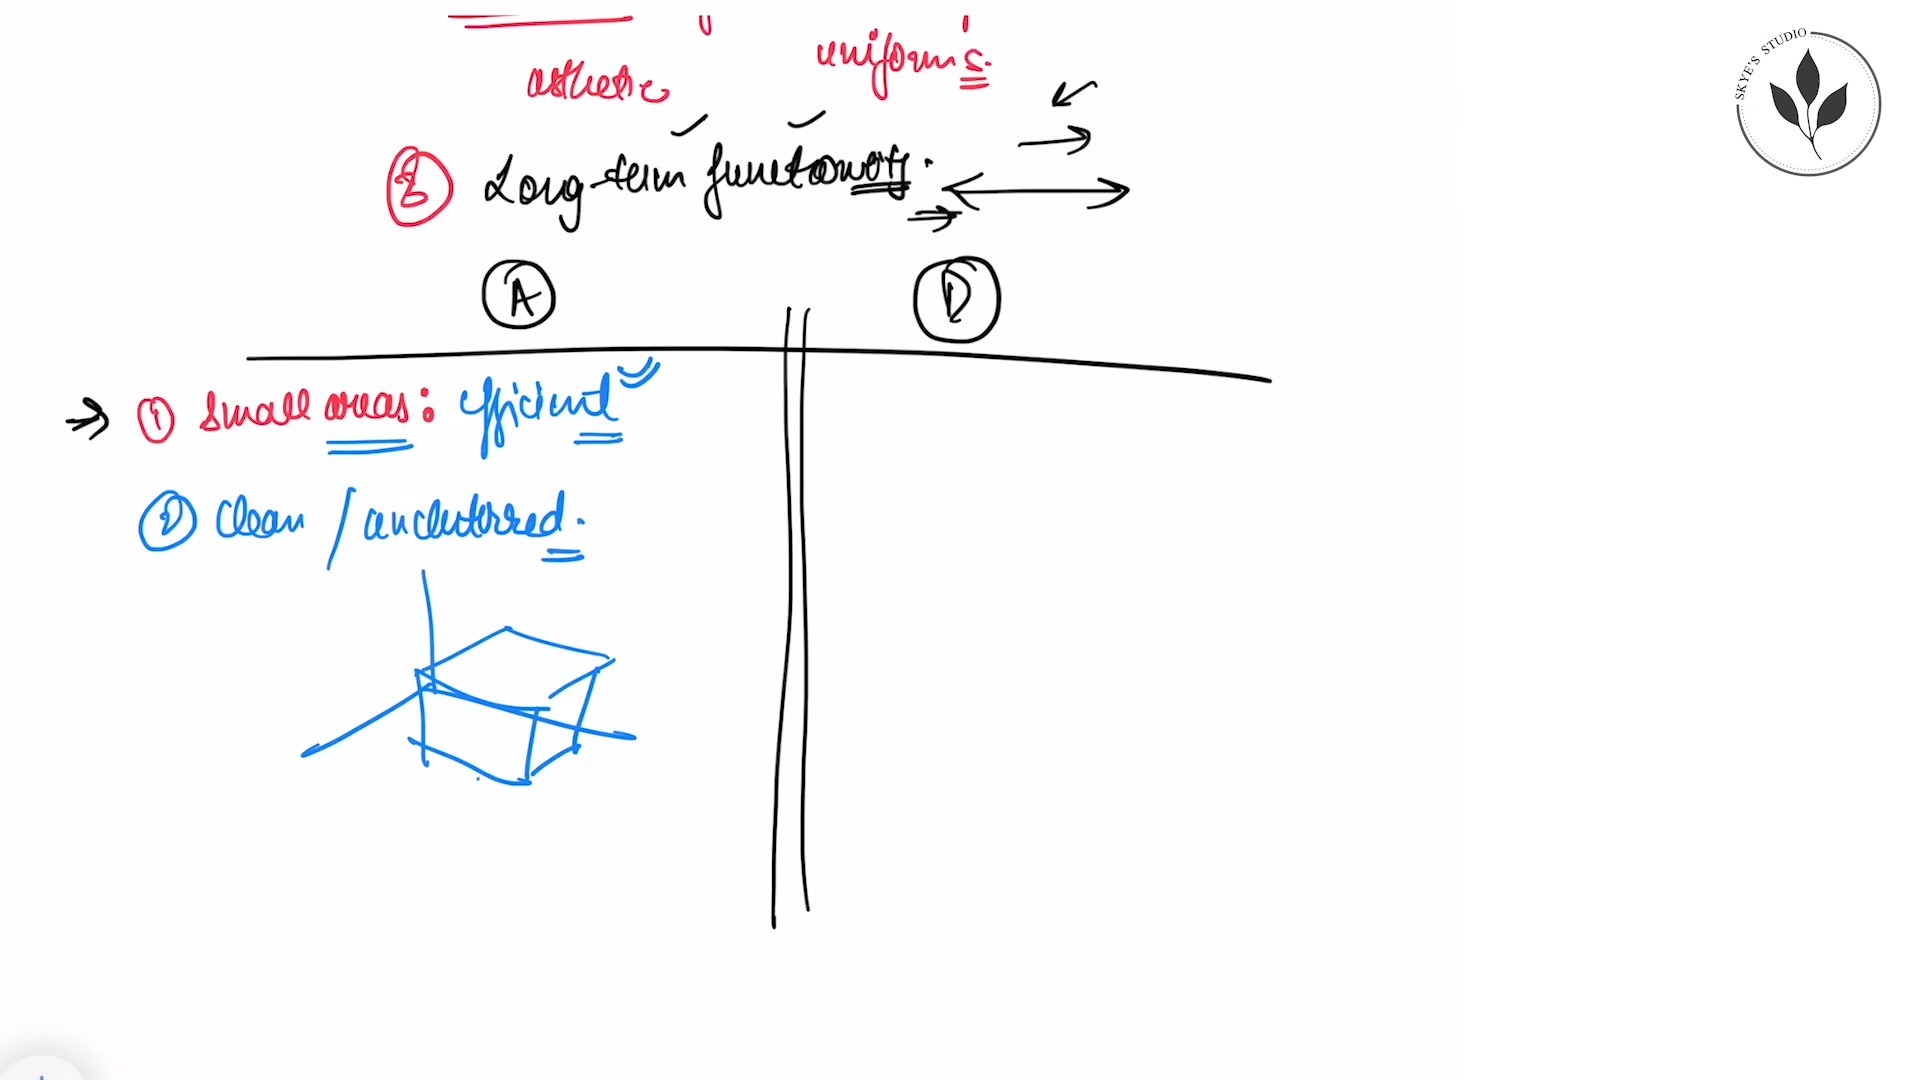 asthetic uniform's.
② Long-term functionality.
A D
① Small areas: efficient
② Clean / uncluttered.
SKYE'S STUDIO